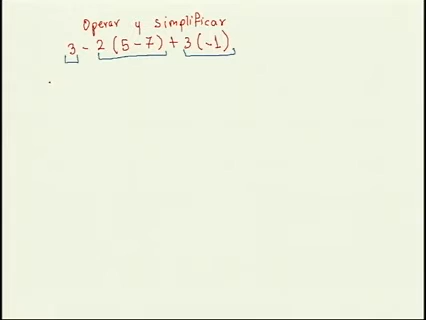 Operar y simplificar
3 - 2 (5 - 7) + 3 (-1)